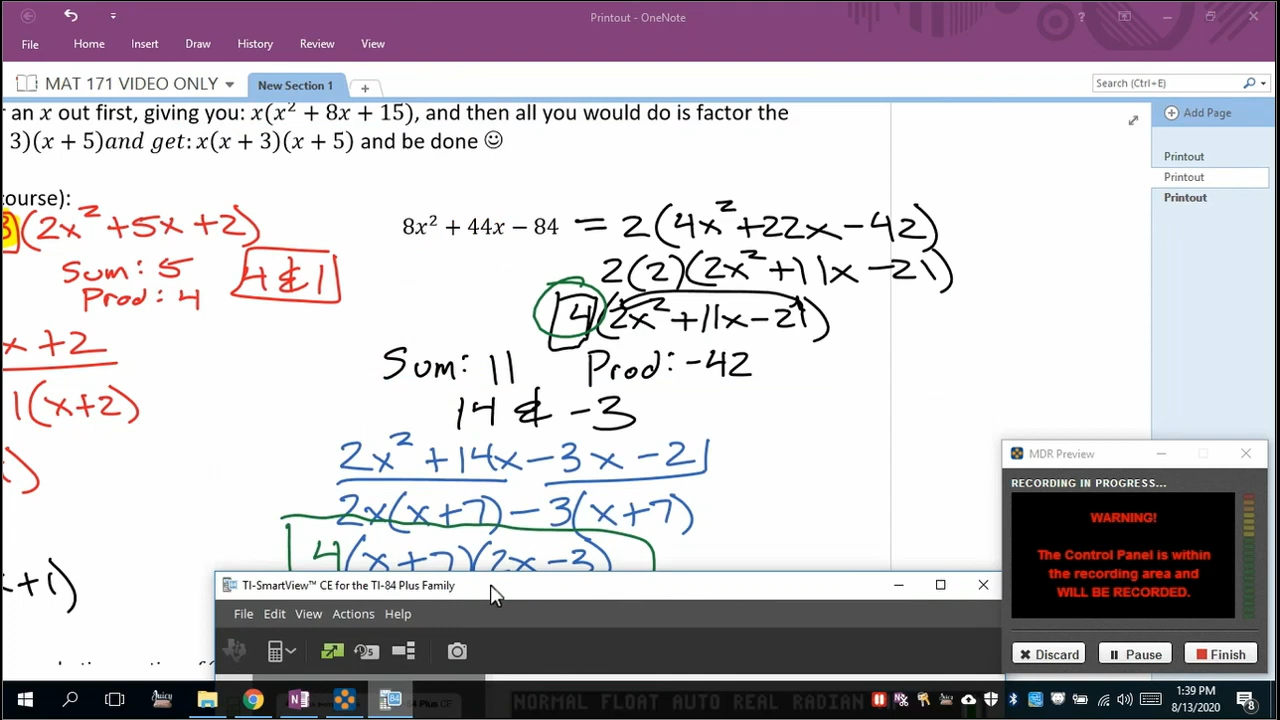 Printout - OneNote
File Home Insert Draw History Review View
MAT 171 VIDEO ONLY New Section 1 +
Search (Ctrl+E)
r an x out first, giving you: x(x² + 8x + 15), and then all you would do is factor the
3)(x + 5)and get: x(x + 3)(x + 5) and be done ☺
Add Page
Printout
Printout
Printout
course):
3(2x²+5x+2)
Sum: 5
Prod: 4
4 & 1
x+2
1(x+2)
x+1)
8x² + 44x − 84 = 2(4x²+22x−42)
2(2)(2x²+11x−21)
4(2x²+11x−21)
Sum: 11 Prod: −42
14 & −3
2x²+14x−3x−21
2x(x+7)−3(x+7)
4(x+7)(2x−3)
MDR Preview
RECORDING IN PROGRESS...
WARNING!
The Control Panel is within
the recording area and
WILL BE RECORDED.
Discard Pause Finish
TI-SmartView™ CE for the TI-84 Plus Family
File Edit View Actions Help
84 Plus CE
NORMAL FLOAT AUTO REAL RADIAN
1:39 PM
8/13/2020
8